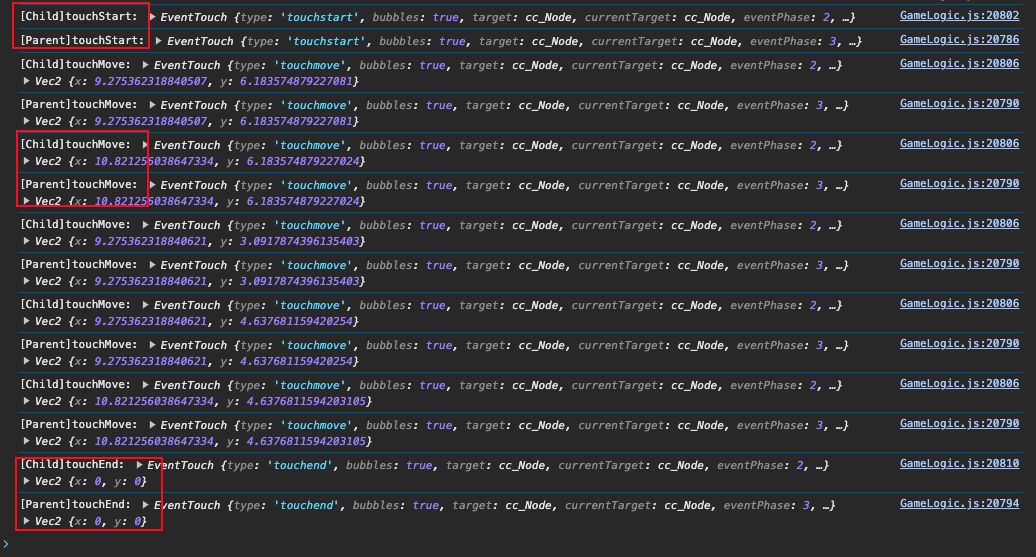 [Child]touchStart: ▶ EventTouch {type: 'touchstart', bubbles: true, target: cc_Node, currentTarget: cc_Node, eventPhase: 2, …} GameLogic.js:20802
[Parent]touchStart: ▶ EventTouch {type: 'touchstart', bubbles: true, target: cc_Node, currentTarget: cc_Node, eventPhase: 3, …} GameLogic.js:20786
[Child]touchMove: ▶ EventTouch {type: 'touchmove', bubbles: true, target: cc_Node, currentTarget: cc_Node, eventPhase: 2, …} GameLogic.js:20806
▶ Vec2 {x: 9.275362318840507, y: 6.183574879227081}
[Parent]touchMove: ▶ EventTouch {type: 'touchmove', bubbles: true, target: cc_Node, currentTarget: cc_Node, eventPhase: 3, …} GameLogic.js:20790
▶ Vec2 {x: 9.275362318840507, y: 6.183574879227081}
[Child]touchMove: ▶ EventTouch {type: 'touchmove', bubbles: true, target: cc_Node, currentTarget: cc_Node, eventPhase: 2, …} GameLogic.js:20806
▶ Vec2 {x: 10.821256038647334, y: 6.183574879227024}
[Parent]touchMove: ▶ EventTouch {type: 'touchmove', bubbles: true, target: cc_Node, currentTarget: cc_Node, eventPhase: 3, …} GameLogic.js:20790
▶ Vec2 {x: 10.821256038647334, y: 6.183574879227024}
[Child]touchMove: ▶ EventTouch {type: 'touchmove', bubbles: true, target: cc_Node, currentTarget: cc_Node, eventPhase: 2, …} GameLogic.js:20806
▶ Vec2 {x: 9.275362318840621, y: 3.0917874396135403}
[Parent]touchMove: ▶ EventTouch {type: 'touchmove', bubbles: true, target: cc_Node, currentTarget: cc_Node, eventPhase: 3, …} GameLogic.js:20790
▶ Vec2 {x: 9.275362318840621, y: 3.0917874396135403}
[Child]touchMove: ▶ EventTouch {type: 'touchmove', bubbles: true, target: cc_Node, currentTarget: cc_Node, eventPhase: 2, …} GameLogic.js:20806
▶ Vec2 {x: 9.275362318840621, y: 4.637681159420254}
[Parent]touchMove: ▶ EventTouch {type: 'touchmove', bubbles: true, target: cc_Node, currentTarget: cc_Node, eventPhase: 3, …} GameLogic.js:20790
▶ Vec2 {x: 9.275362318840621, y: 4.637681159420254}
[Child]touchMove: ▶ EventTouch {type: 'touchmove', bubbles: true, target: cc_Node, currentTarget: cc_Node, eventPhase: 2, …} GameLogic.js:20806
▶ Vec2 {x: 10.821256038647334, y: 4.6376811594203105}
[Parent]touchMove: ▶ EventTouch {type: 'touchmove', bubbles: true, target: cc_Node, currentTarget: cc_Node, eventPhase: 3, …} GameLogic.js:20790
▶ Vec2 {x: 10.821256038647334, y: 4.6376811594203105}
[Child]touchEnd: ▶ EventTouch {type: 'touchend', bubbles: true, target: cc_Node, currentTarget: cc_Node, eventPhase: 2, …} GameLogic.js:20810
▶ Vec2 {x: 0, y: 0}
[Parent]touchEnd: ▶ EventTouch {type: 'touchend', bubbles: true, target: cc_Node, currentTarget: cc_Node, eventPhase: 3, …} GameLogic.js:20794
▶ Vec2 {x: 0, y: 0}